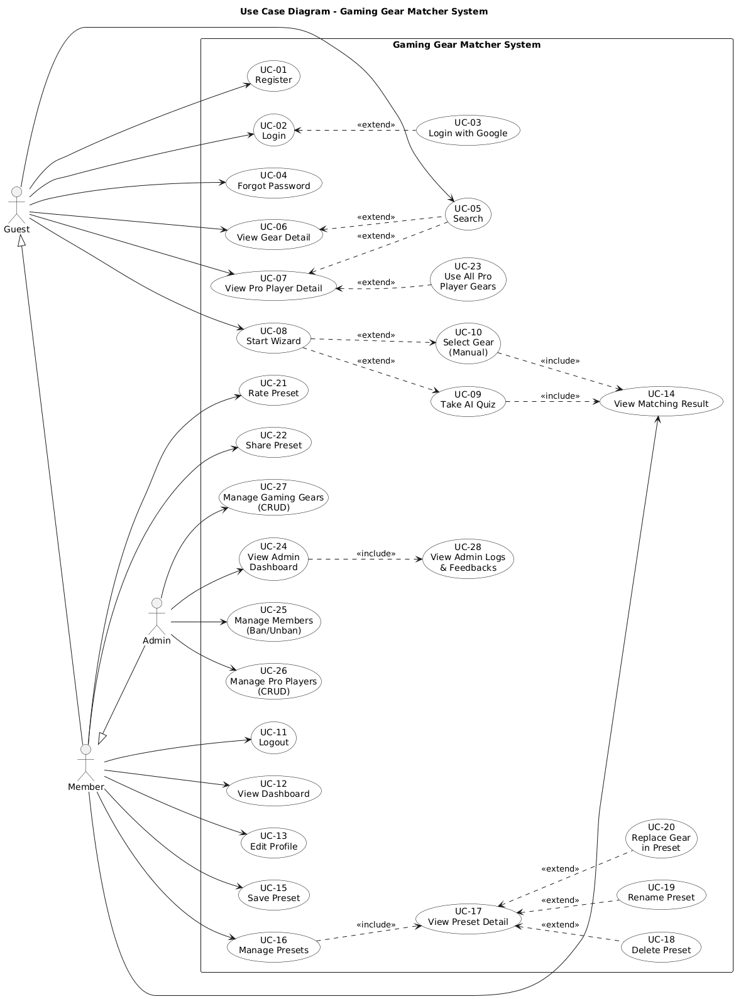 Use Case Diagram - Gaming Gear Matcher System
Gaming Gear Matcher System
UC-01
Register
UC-02
Login
«extend»
UC-03
Login with Google
UC-04
Forgot Password
UC-05
Search
Guest
UC-06
View Gear Detail
«extend»
«extend»
UC-07
View Pro Player Detail
«extend»
UC-23
Use All Pro
Player Gears
UC-08
Start Wizard
«extend»
UC-10
Select Gear
(Manual)
«extend»
«include»
UC-09
Take AI Quiz
«include»
UC-14
View Matching Result
UC-21
Rate Preset
UC-22
Share Preset
UC-27
Manage Gaming Gears
(CRUD)
UC-24
View Admin
Dashboard
«include»
UC-28
View Admin Logs
& Feedbacks
Admin
UC-25
Manage Members
(Ban/Unban)
UC-26
Manage Pro Players
(CRUD)
UC-11
Logout
Member
UC-12
View Dashboard
UC-13
Edit Profile
UC-20
Replace Gear
in Preset
«extend»
UC-15
Save Preset
UC-19
Rename Preset
«extend»
UC-17
View Preset Detail
«extend»
«include»
UC-16
Manage Presets
UC-18
Delete Preset